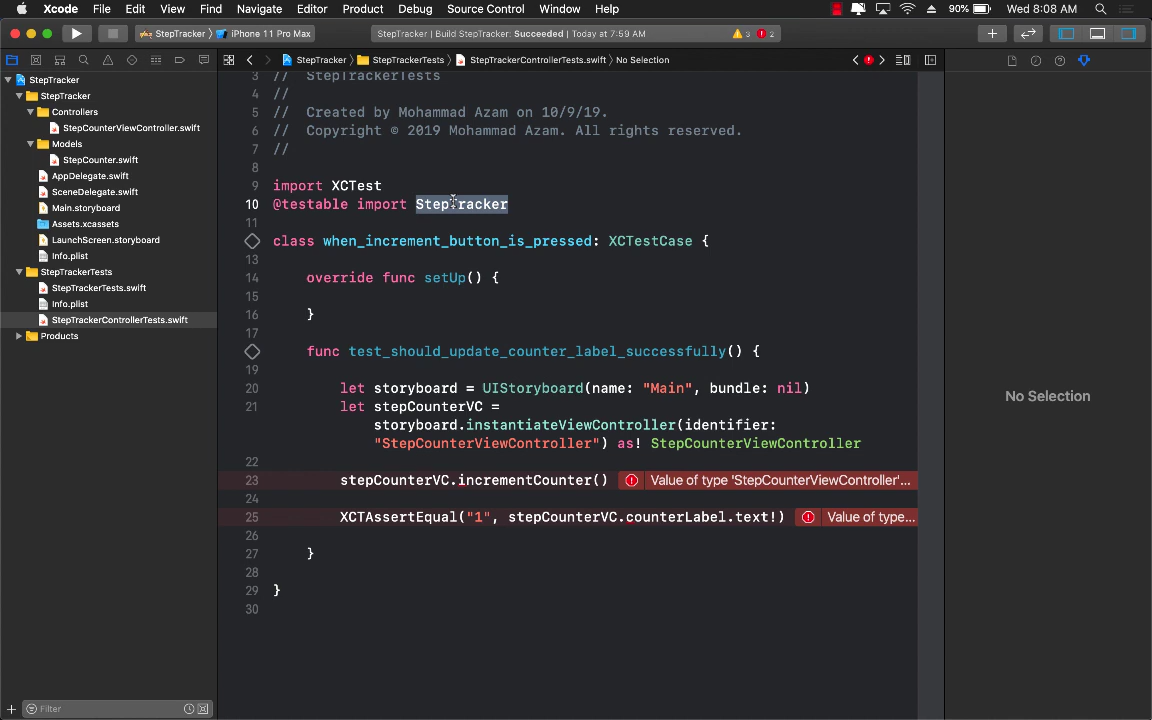 Xcode File Edit View Find Navigate Editor Product Debug Source Control Window Help 90% Wed 8:08 AM
StepTracker 〉 iPhone 11 Pro Max StepTracker | Build StepTracker: Succeeded | Today at 7:59 AM 3 2
StepTracker 〉 StepTrackerTests 〉 StepTrackerControllerTests.swift 〉 No Selection
StepTracker
StepTracker
Controllers
StepCounterViewController.swift
Models
StepCounter.swift
AppDelegate.swift
SceneDelegate.swift
Main.storyboard
Assets.xcassets
LaunchScreen.storyboard
Info.plist
StepTrackerTests
StepTrackerTests.swift
Info.plist
StepTrackerControllerTests.swift
Products
Filter
3 // StepTrackerTests
4 //
5 // Created by Mohammad Azam on 10/9/19.
6 // Copyright © 2019 Mohammad Azam. All rights reserved.
7 //
8
9 import XCTest
10 @testable import StepTracker
11
class when_increment_button_is_pressed: XCTestCase {
13
14 override func setUp() {
15
16 }
17
func test_should_update_counter_label_successfully() {
19
20 let storyboard = UIStoryboard(name: "Main", bundle: nil)
21 let stepCounterVC =
storyboard.instantiateViewController(identifier:
"StepCounterViewController") as! StepCounterViewController
22
23 stepCounterVC.incrementCounter() Value of type 'StepCounterViewController'...
24
25 XCTAssertEqual("1", stepCounterVC.counterLabel.text!) Value of type...
26
27 }
28
29 }
30
No Selection